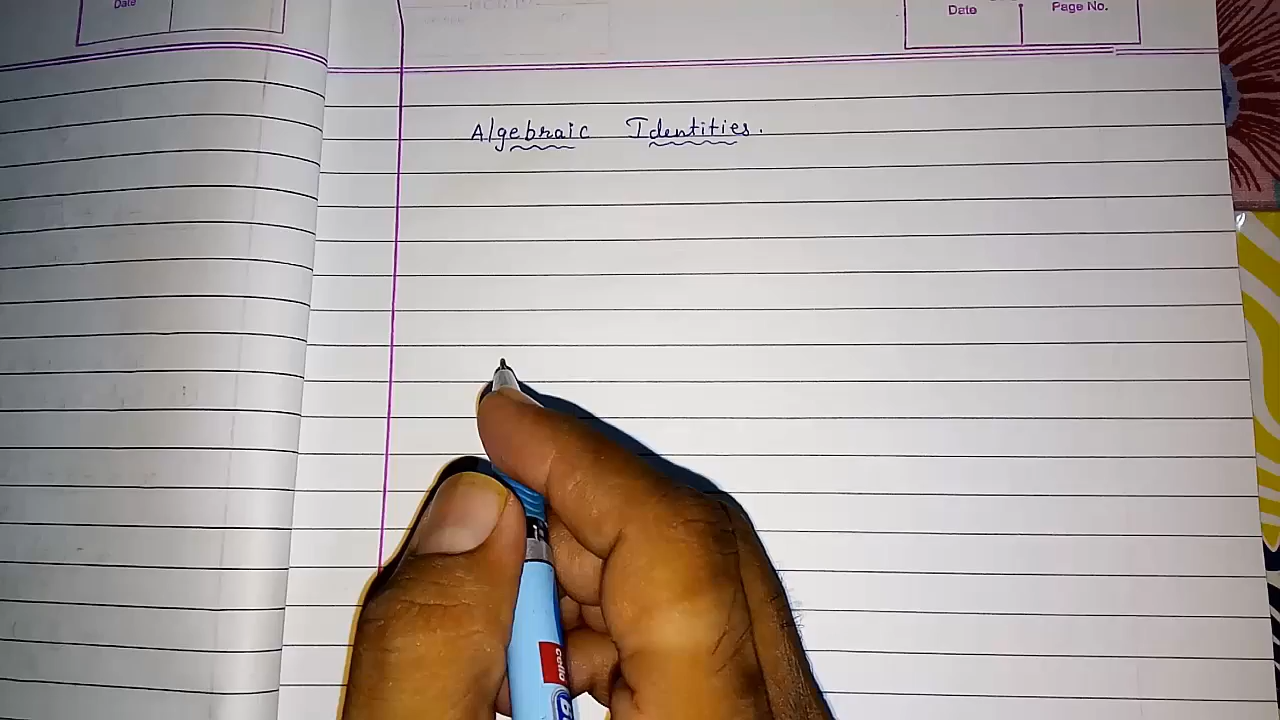 Date
Date Page No.
Algebraic Identities.
cello